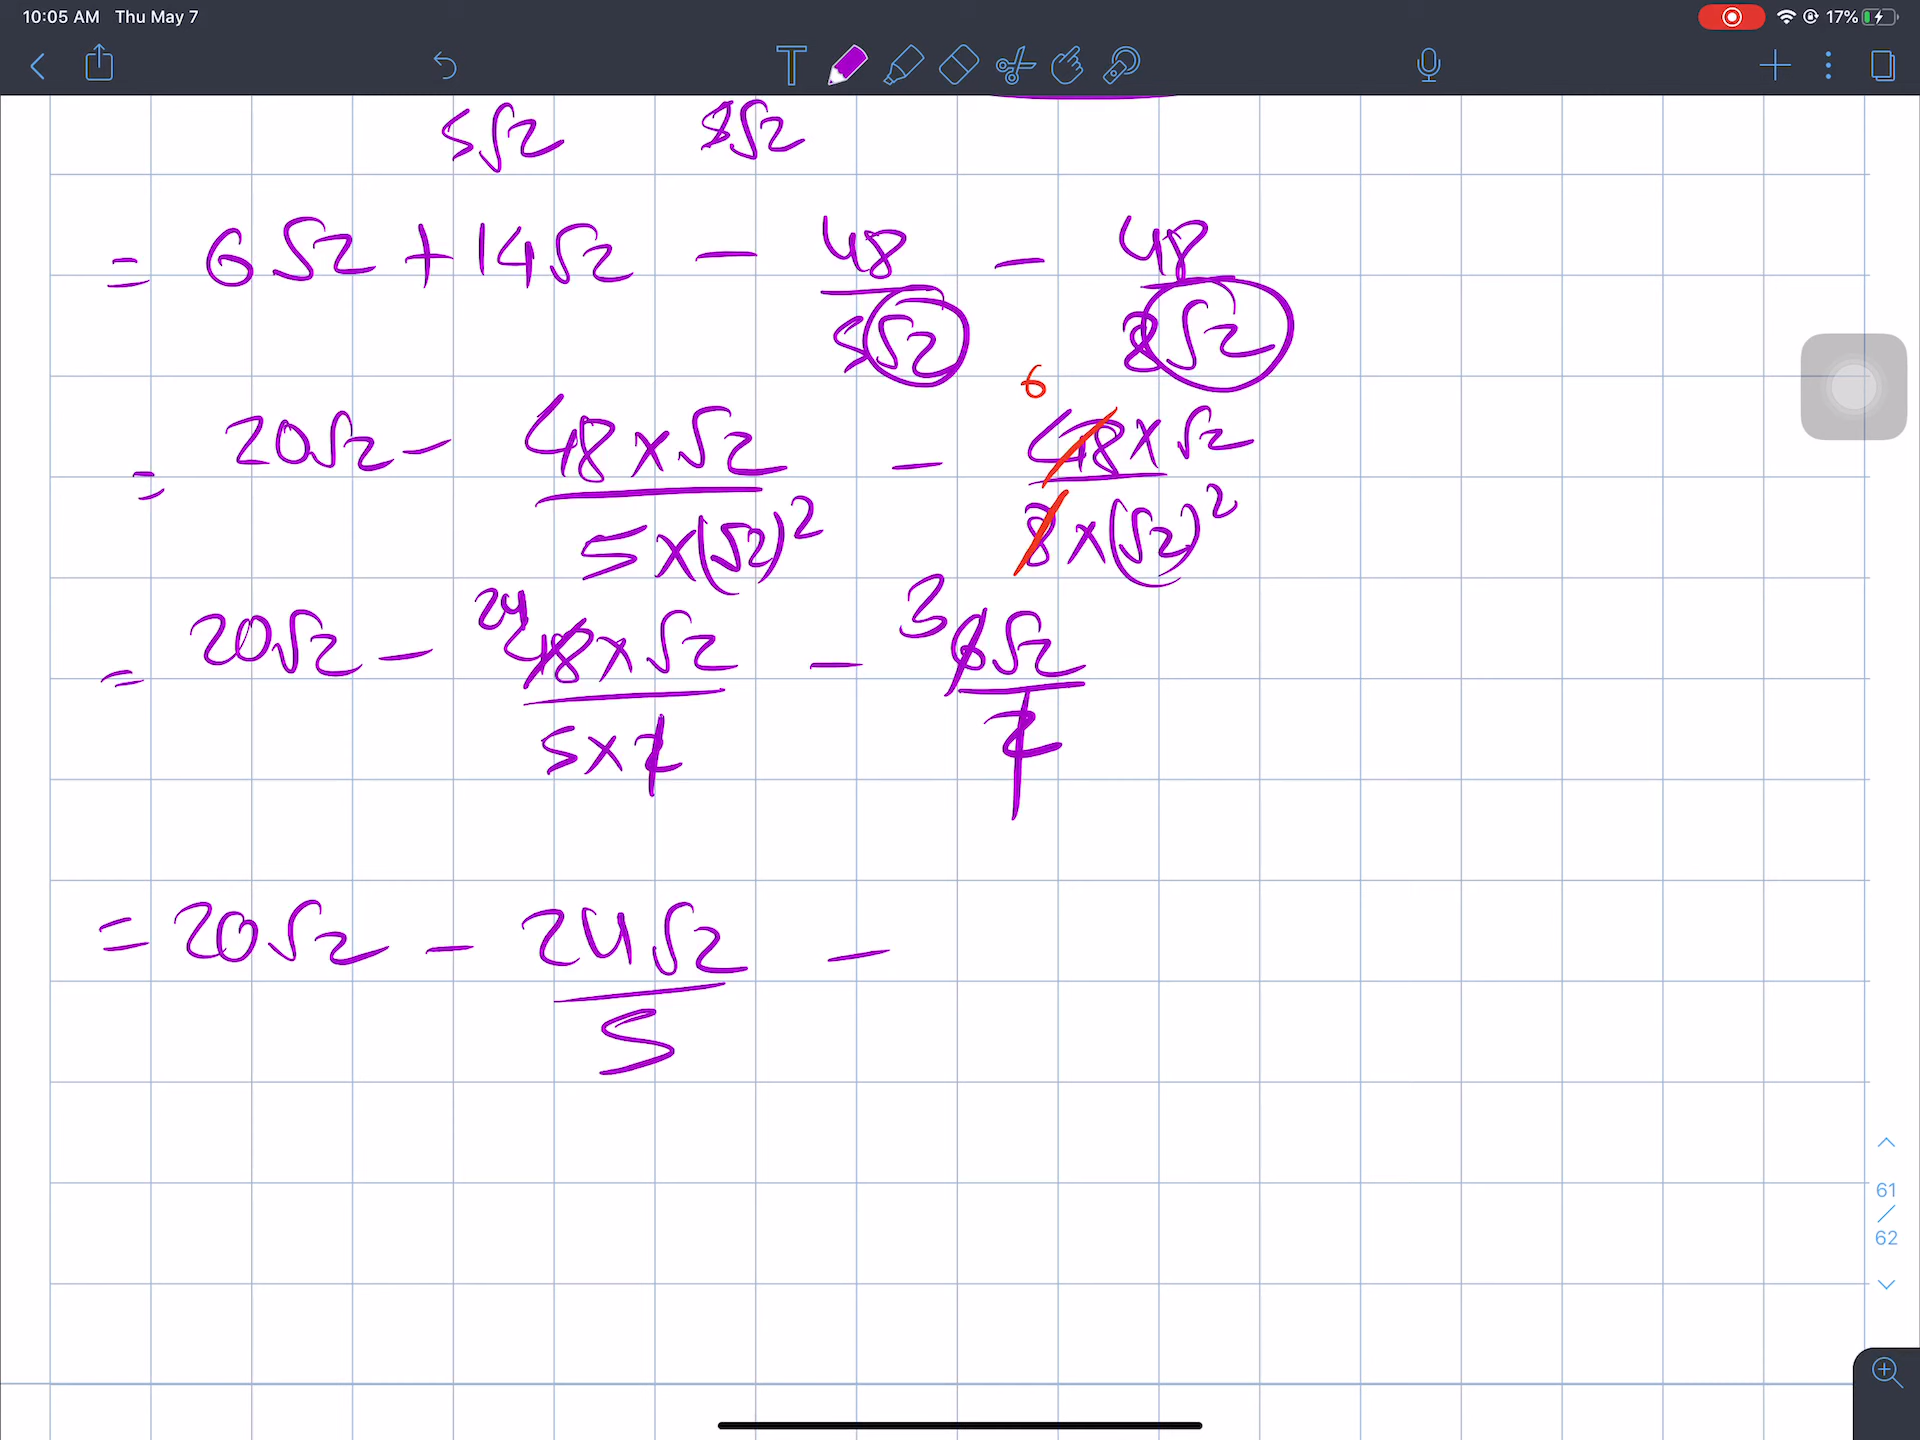 10:05 AM Thu May 7 17%
T
5√2 8√2
= 6√2 + 14√2 - 48/5√2 - 48/8√2
= 20√2 - 48×√2/5×(√2)² - 6 48×√2/8×(√2)²
= 20√2 - 24 48×√2/5×2 - 3 6√2/2
= 20√2 - 24√2/5 -
61
/
62